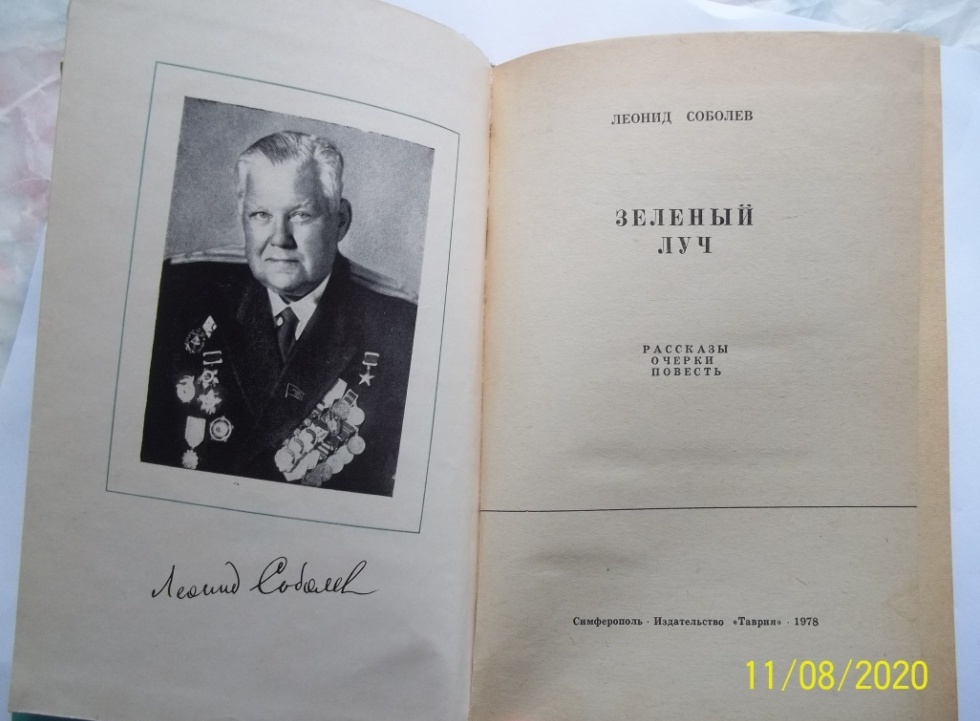 Леонид Соболев
ЛЕОНИД СОБОЛЕВ
ЗЕЛЕНЫЙ
ЛУЧ
РАССКАЗЫ
ОЧЕРКИ
ПОВЕСТЬ
Симферополь · Издательство «Таврия» · 1978
11/08/2020